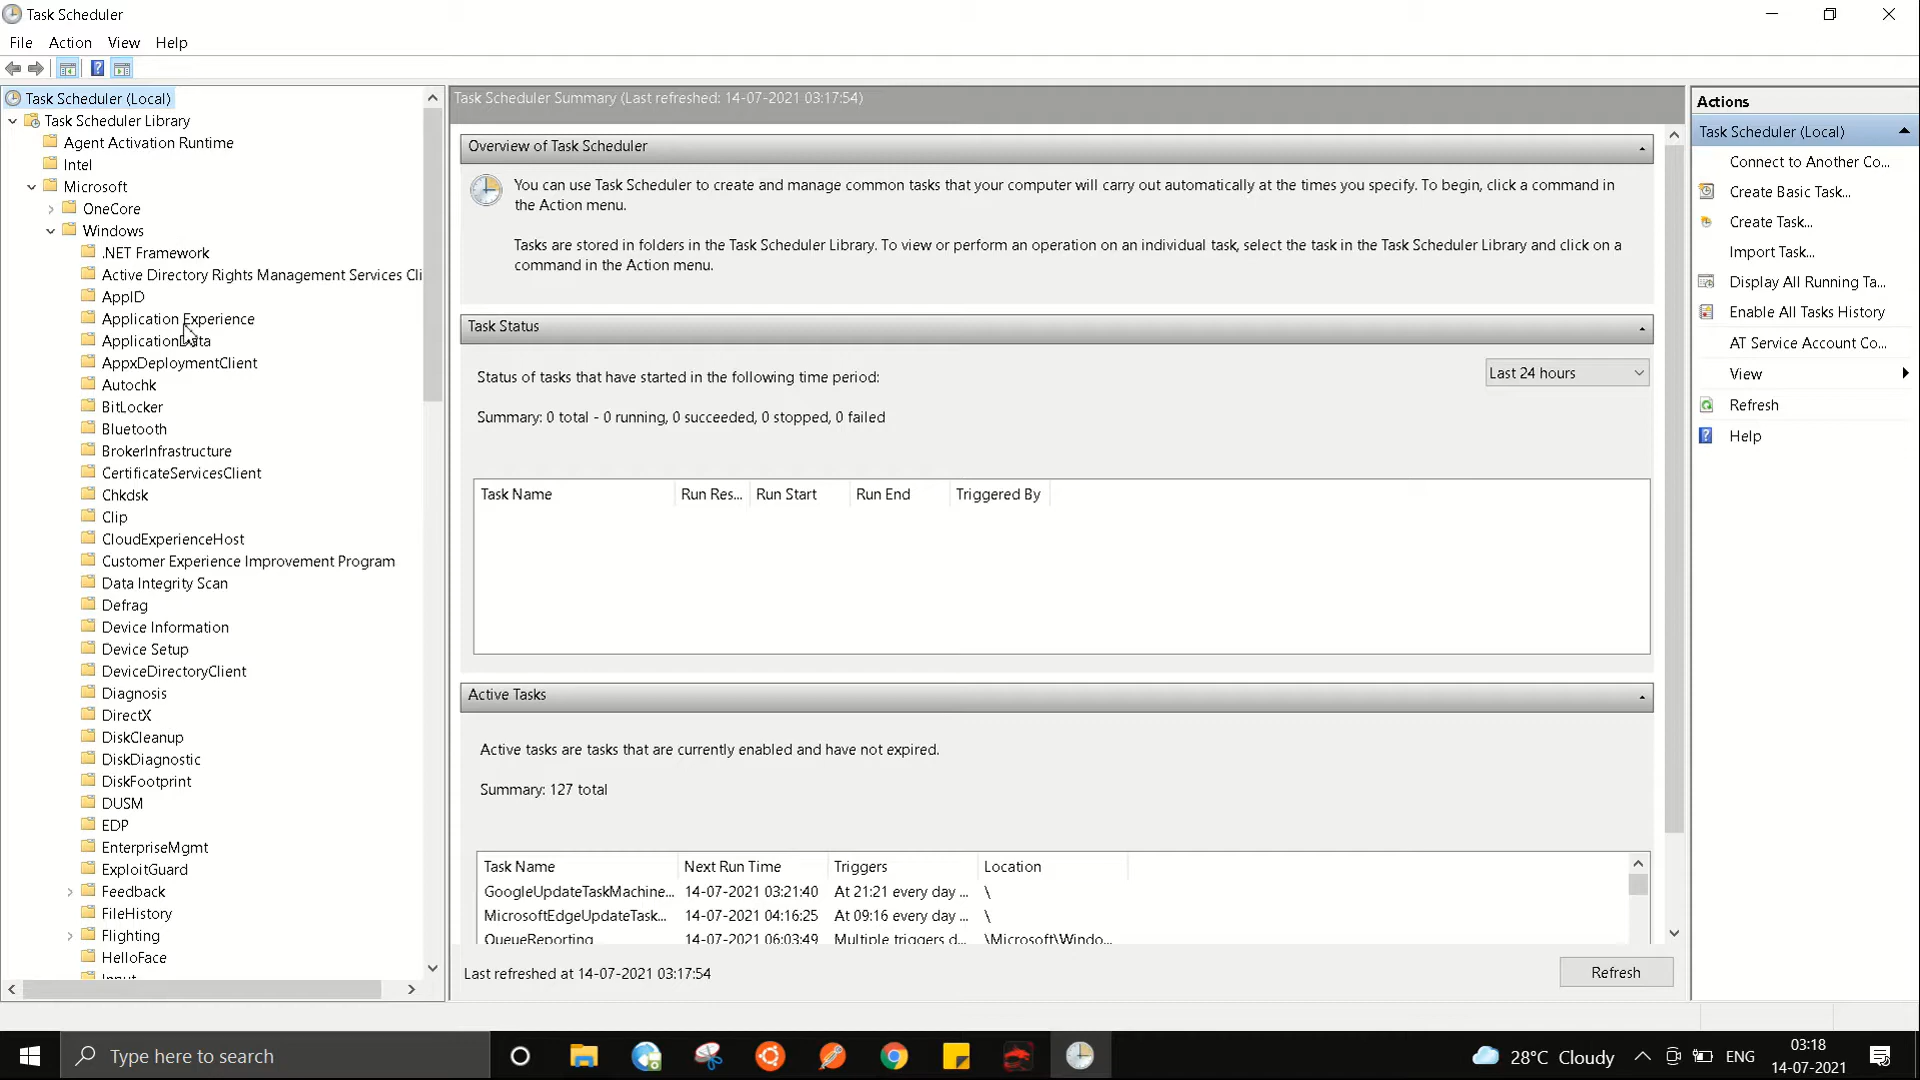 Task Scheduler
File Action View Help
Task Scheduler (Local)
Task Scheduler Library
Agent Activation Runtime
Intel
Microsoft
OneCore
Windows
.NET Framework
Active Directory Rights Management Services Cli
AppID
Application Experience
ApplicationData
AppxDeploymentClient
Autochk
BitLocker
Bluetooth
BrokerInfrastructure
CertificateServicesClient
Chkdsk
Clip
CloudExperienceHost
Customer Experience Improvement Program
Data Integrity Scan
Defrag
Device Information
Device Setup
DeviceDirectoryClient
Diagnosis
DirectX
DiskCleanup
DiskDiagnostic
DiskFootprint
DUSM
EDP
EnterpriseMgmt
ExploitGuard
Feedback
FileHistory
Flighting
HelloFace
Input
Task Scheduler Summary (Last refreshed: 14-07-2021 03:17:54)
Overview of Task Scheduler
You can use Task Scheduler to create and manage common tasks that your computer will carry out automatically at the times you specify. To begin, click a command in
the Action menu.
Tasks are stored in folders in the Task Scheduler Library. To view or perform an operation on an individual task, select the task in the Task Scheduler Library and click on a
command in the Action menu.
Task Status
Status of tasks that have started in the following time period:
Last 24 hours
Summary: 0 total - 0 running, 0 succeeded, 0 stopped, 0 failed
Task Name Run Res... Run Start Run End Triggered By
Active Tasks
Active tasks are tasks that are currently enabled and have not expired.
Summary: 127 total
Task Name Next Run Time Triggers Location
GoogleUpdateTaskMachine... 14-07-2021 03:21:40 At 21:21 every day ... \
MicrosoftEdgeUpdateTask... 14-07-2021 04:16:25 At 09:16 every day ... \
QueueReporting 14-07-2021 06:03:49 Multiple triggers d... \Microsoft\Windo...
Last refreshed at 14-07-2021 03:17:54
Refresh
Actions
Task Scheduler (Local)
Connect to Another Co...
Create Basic Task...
Create Task...
Import Task...
Display All Running Ta...
Enable All Tasks History
AT Service Account Co...
View
Refresh
Help
Type here to search
28°C Cloudy
ENG
03:18
14-07-2021